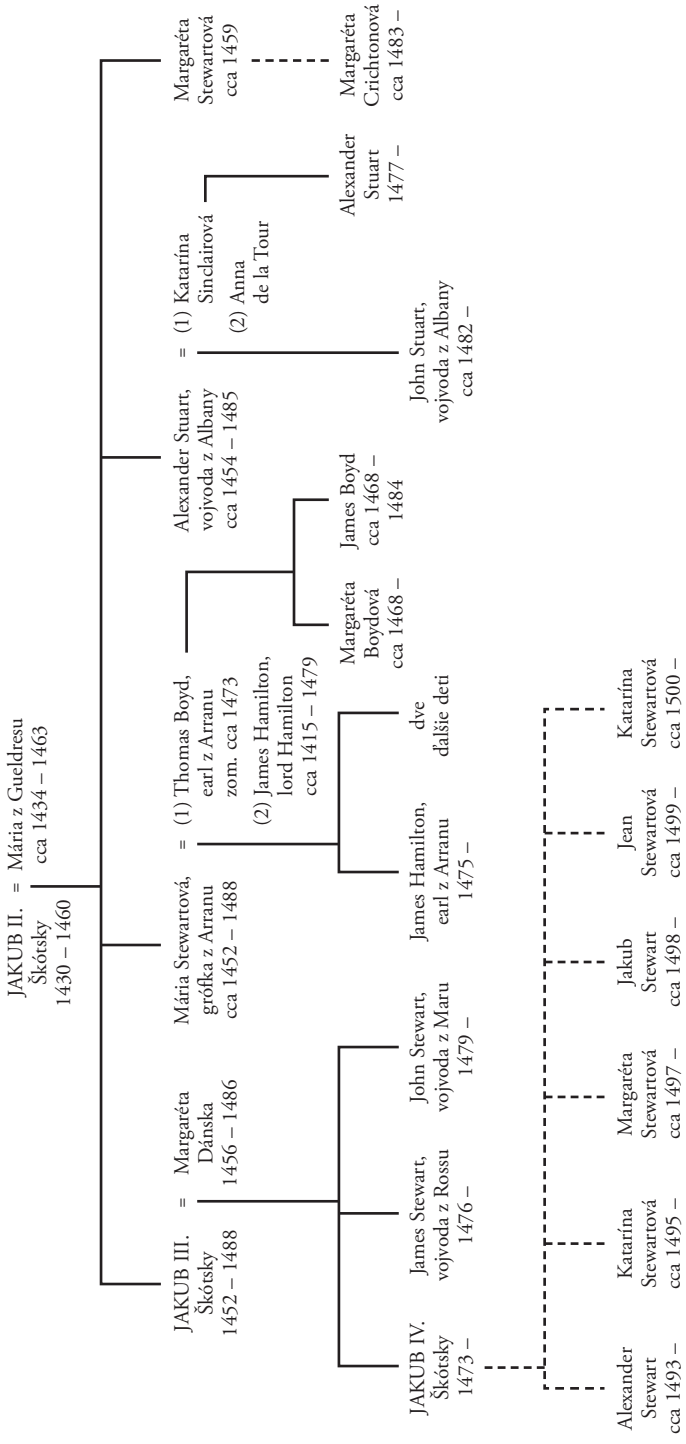 JAKUB II.
Škótsky
1430 – 1460
= Mária z Gueldresu
cca 1434 – 1463
JAKUB III.
Škótsky
1452 – 1488
=
Margaréta
Dánska
1456 – 1486
Mária Stewartová,
grófka z Arranu
cca 1452 – 1488
=
(1) Thomas Boyd,
earl z Arranu
zom. cca 1473
(2) James Hamilton,
lord Hamilton
cca 1415 – 1479
Alexander Stuart,
vojvoda z Albany
cca 1454 – 1485
=
(1) Katarína
Sinclairová
(2) Anna
de la Tour
Margaréta
Stewartová
cca 1459
JAKUB IV.
Škótsky
1473 –
James Stewart,
vojvoda z Rossu
1476 –
John Stewart,
vojvoda z Maru
1479 –
James Hamilton,
earl z Arranu
1475 –
dve
ďalšie deti
Margaréta
Boydová
cca 1468 –
James Boyd
cca 1468 –
1484
John Stuart,
vojvoda z Albany
cca 1482 –
Alexander
Stuart
1477 –
Margaréta
Crichtonová
cca 1483 –
Alexander
Stewart
cca 1493 –
Katarína
Stewartová
cca 1495 –
Margaréta
Stewartová
cca 1497 –
Jakub
Stewart
cca 1498 –
Jean
Stewartová
cca 1499 –
Katarína
Stewartová
cca 1500 –